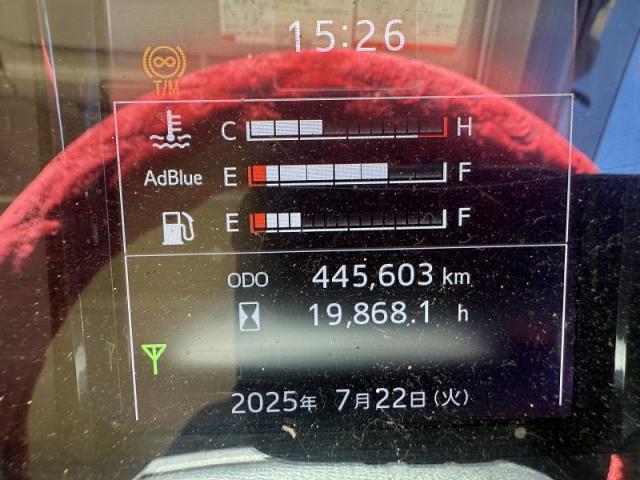 15:26
T/M
C H
AdBlue E F
E F
ODO 445,603 km
19,868.1 h
2025年 7月22日(火)